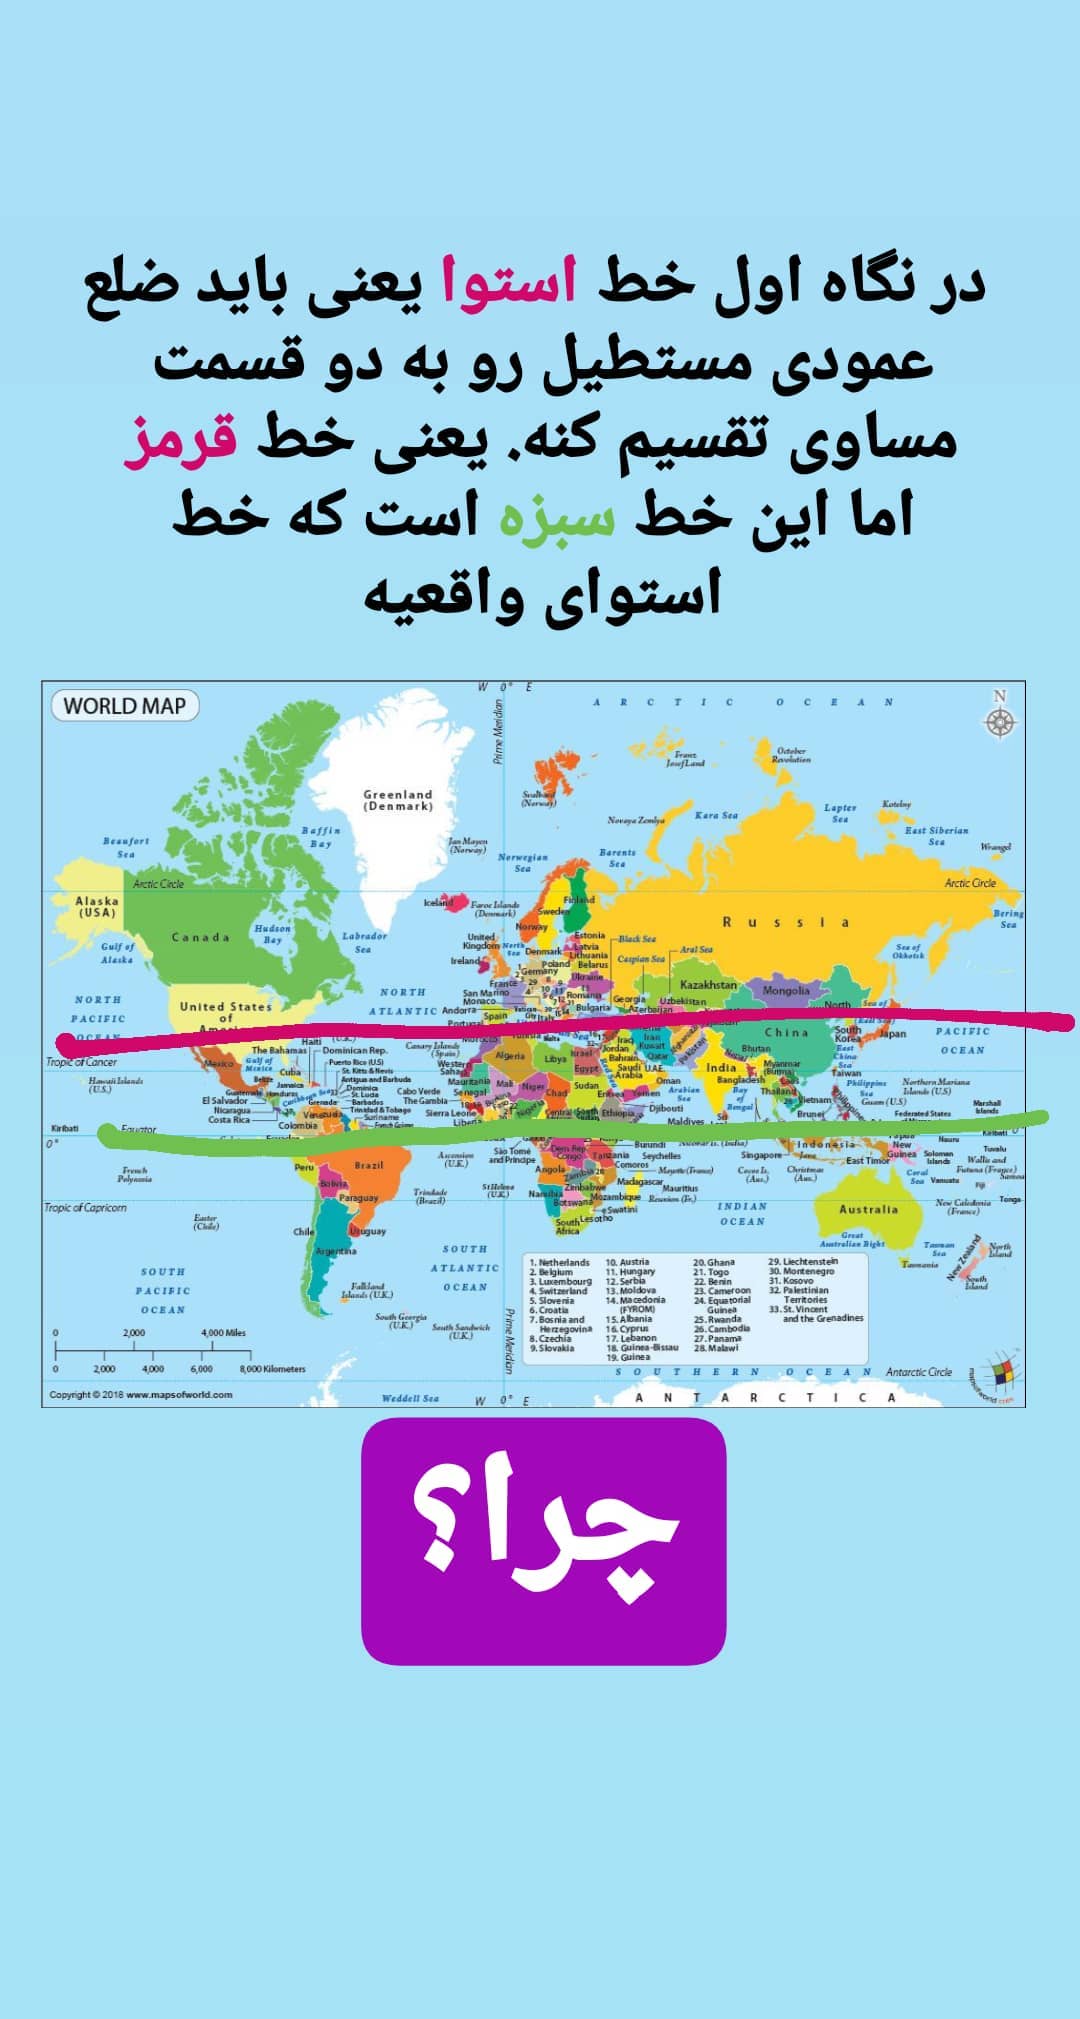 در نگاه اول خط استوا یعنی باید ضلع
عمودی مستطیل رو به دو قسمت
مساوی تقسیم کنه. یعنی خط قرمز
اما این خط سبزه است که خط
استوای واقعیه
W 0° E
WORLD MAP
Prime Meridian
ARCTIC OCEAN
N
Greenland
(Denmark)
Svalbard
(Norway)
Franz
Josef Land
October
Revolution
Novaya Zemlya
Kara Sea
Laptev
Sea
Kotelny
East Siberian
Sea
Wrangel
Beaufort
Sea
Baffin
Bay
Jan Mayen
(Norway)
Norwegian
Sea
Barents
Sea
Arctic Circle
Arctic Circle
Alaska
(USA)
Iceland
Faroe Islands
(Denmark)
Sweden
Finland
Norway
Russia
Bering
Sea
Canada
Hudson
Bay
Labrador
Sea
Gulf of
Alaska
United
Kingdom
North
Sea
Denmark
Estonia
Latvia
Lithuania
Belarus
Ireland
Poland
Germany
Ukraine
France
Black Sea
Caspian Sea
Aral Sea
Sea of
Okhotsk
Kazakhstan
Mongolia
NORTH
PACIFIC
OCEAN
United States
of
NORTH
ATLANTIC
San Marino
Monaco
Andorra
Spain
Portugal
Romania
Bulgaria
Italy
Georgia
Azerbaijan
Uzbekistan
North
China
South
Korea
Japan
PACIFIC
OCEAN
Tropic of Cancer
Hawaii Islands
(U.S.)
Mexico
Gulf of
Mexico
The Bahamas
Haiti
Cuba
Dominican Rep.
Puerto Rico (U.S)
St. Kitts & Nevis
Antigua and Barbuda
Dominica
St. Lucia
Barbados
Grenada
Trinidad & Tobago
Suriname
Belize
Jamaica
Guatemala
Honduras
El Salvador
Nicaragua
Costa Rica
Caribbean Sea
Venezuela
Colombia
Canary Islands
(Spain)
Morocco
Western
Sahara
Algeria
Libya
Egypt
Israel
Malta
Cabo Verde
The Gambia
Mauritania
Senegal
Mali
Niger
Chad
Sudan
Eritrea
Yemen
Sierra Leone
Nigeria
Central
South
Ethiopia
Djibouti
Iraq
Iran
Jordan
Kuwait
Bahrain
Qatar
Saudi
Arabia
U.A.E.
Oman
Pakistan
Arabian
Sea
India
Nepal
Bhutan
Bangladesh
Myanmar
Bay
of
Bengal
Maldives
Thailand
Laos
Vietnam
Brunei
East
China
Sea
Taiwan
Philippine
Sea
Philippines
Northern Mariana
Islands (U.S)
Guam (U.S)
Federated States
Marshall
Islands
Kiribati
0°
Equator
French
Polynesia
Peru
Brazil
Bolivia
Paraguay
Chile
Argentina
Uruguay
Ascension
(U.K.)
São Tomé
and Príncipe
St Helena
(U.K)
Trindade
(Brazil)
Dem Rep.
Congo
Burundi
Tanzania
Seychelles
Comoros
Mayotte (France)
Angola
Zambia
Zimbabwe
Namibia
Botswana
Mozambique
Madagascar
Mauritius
Reunion (Fr.)
eSwatini
South
Africa
Lesotho
Singapore
Indonesia
Java
East Timor
Cocos Is.
(Aus.)
Christmas
(Aus.)
New
Guinea
Nauru
Kiribati
Solomon
Islands
Tuvalu
Wallis and
Futuna (France)
Samoa
Coral
Sea
Vanuatu
Fiji
Tonga
New Caledonia
(France)
Tropic of Capricorn
Easter
(Chile)
INDIAN
OCEAN
Australia
Great
Australian Bight
Tasman
Sea
Tasmania
New Zealand
North
Island
South
Island
SOUTH
PACIFIC
OCEAN
SOUTH
ATLANTIC
OCEAN
Falkland
Islands (U.K.)
South Georgia
(U.K.)
South Sandwich
(U.K.)
Prime Meridian
1. Netherlands
2. Belgium
3. Luxembourg
4. Switzerland
5. Slovenia
6. Croatia
7. Bosnia and
Herzegovina
8. Czechia
9. Slovakia
10. Austria
11. Hungary
12. Serbia
13. Moldova
14. Macedonia
(FYROM)
15. Albania
16. Cyprus
17. Lebanon
18. Guinea-Bissau
19. Guinea
20. Ghana
21. Togo
22. Benin
23. Cameroon
24. Equatorial
Guinea
25. Rwanda
26. Cambodia
27. Panama
28. Malawi
29. Liechtenstein
30. Montenegro
31. Kosovo
32. Palestinian
Territories
33. St. Vincent
and the Grenadines
0 2,000 4,000 Miles
0 2,000 4,000 6,000 8,000 Kilometers
SOUTHERN OCEAN
Antarctic Circle
Copyright © 2018 www.mapsofworld.com
Weddell Sea
W 0° E
ANTARCTICA
mapsofworld.com
چرا؟